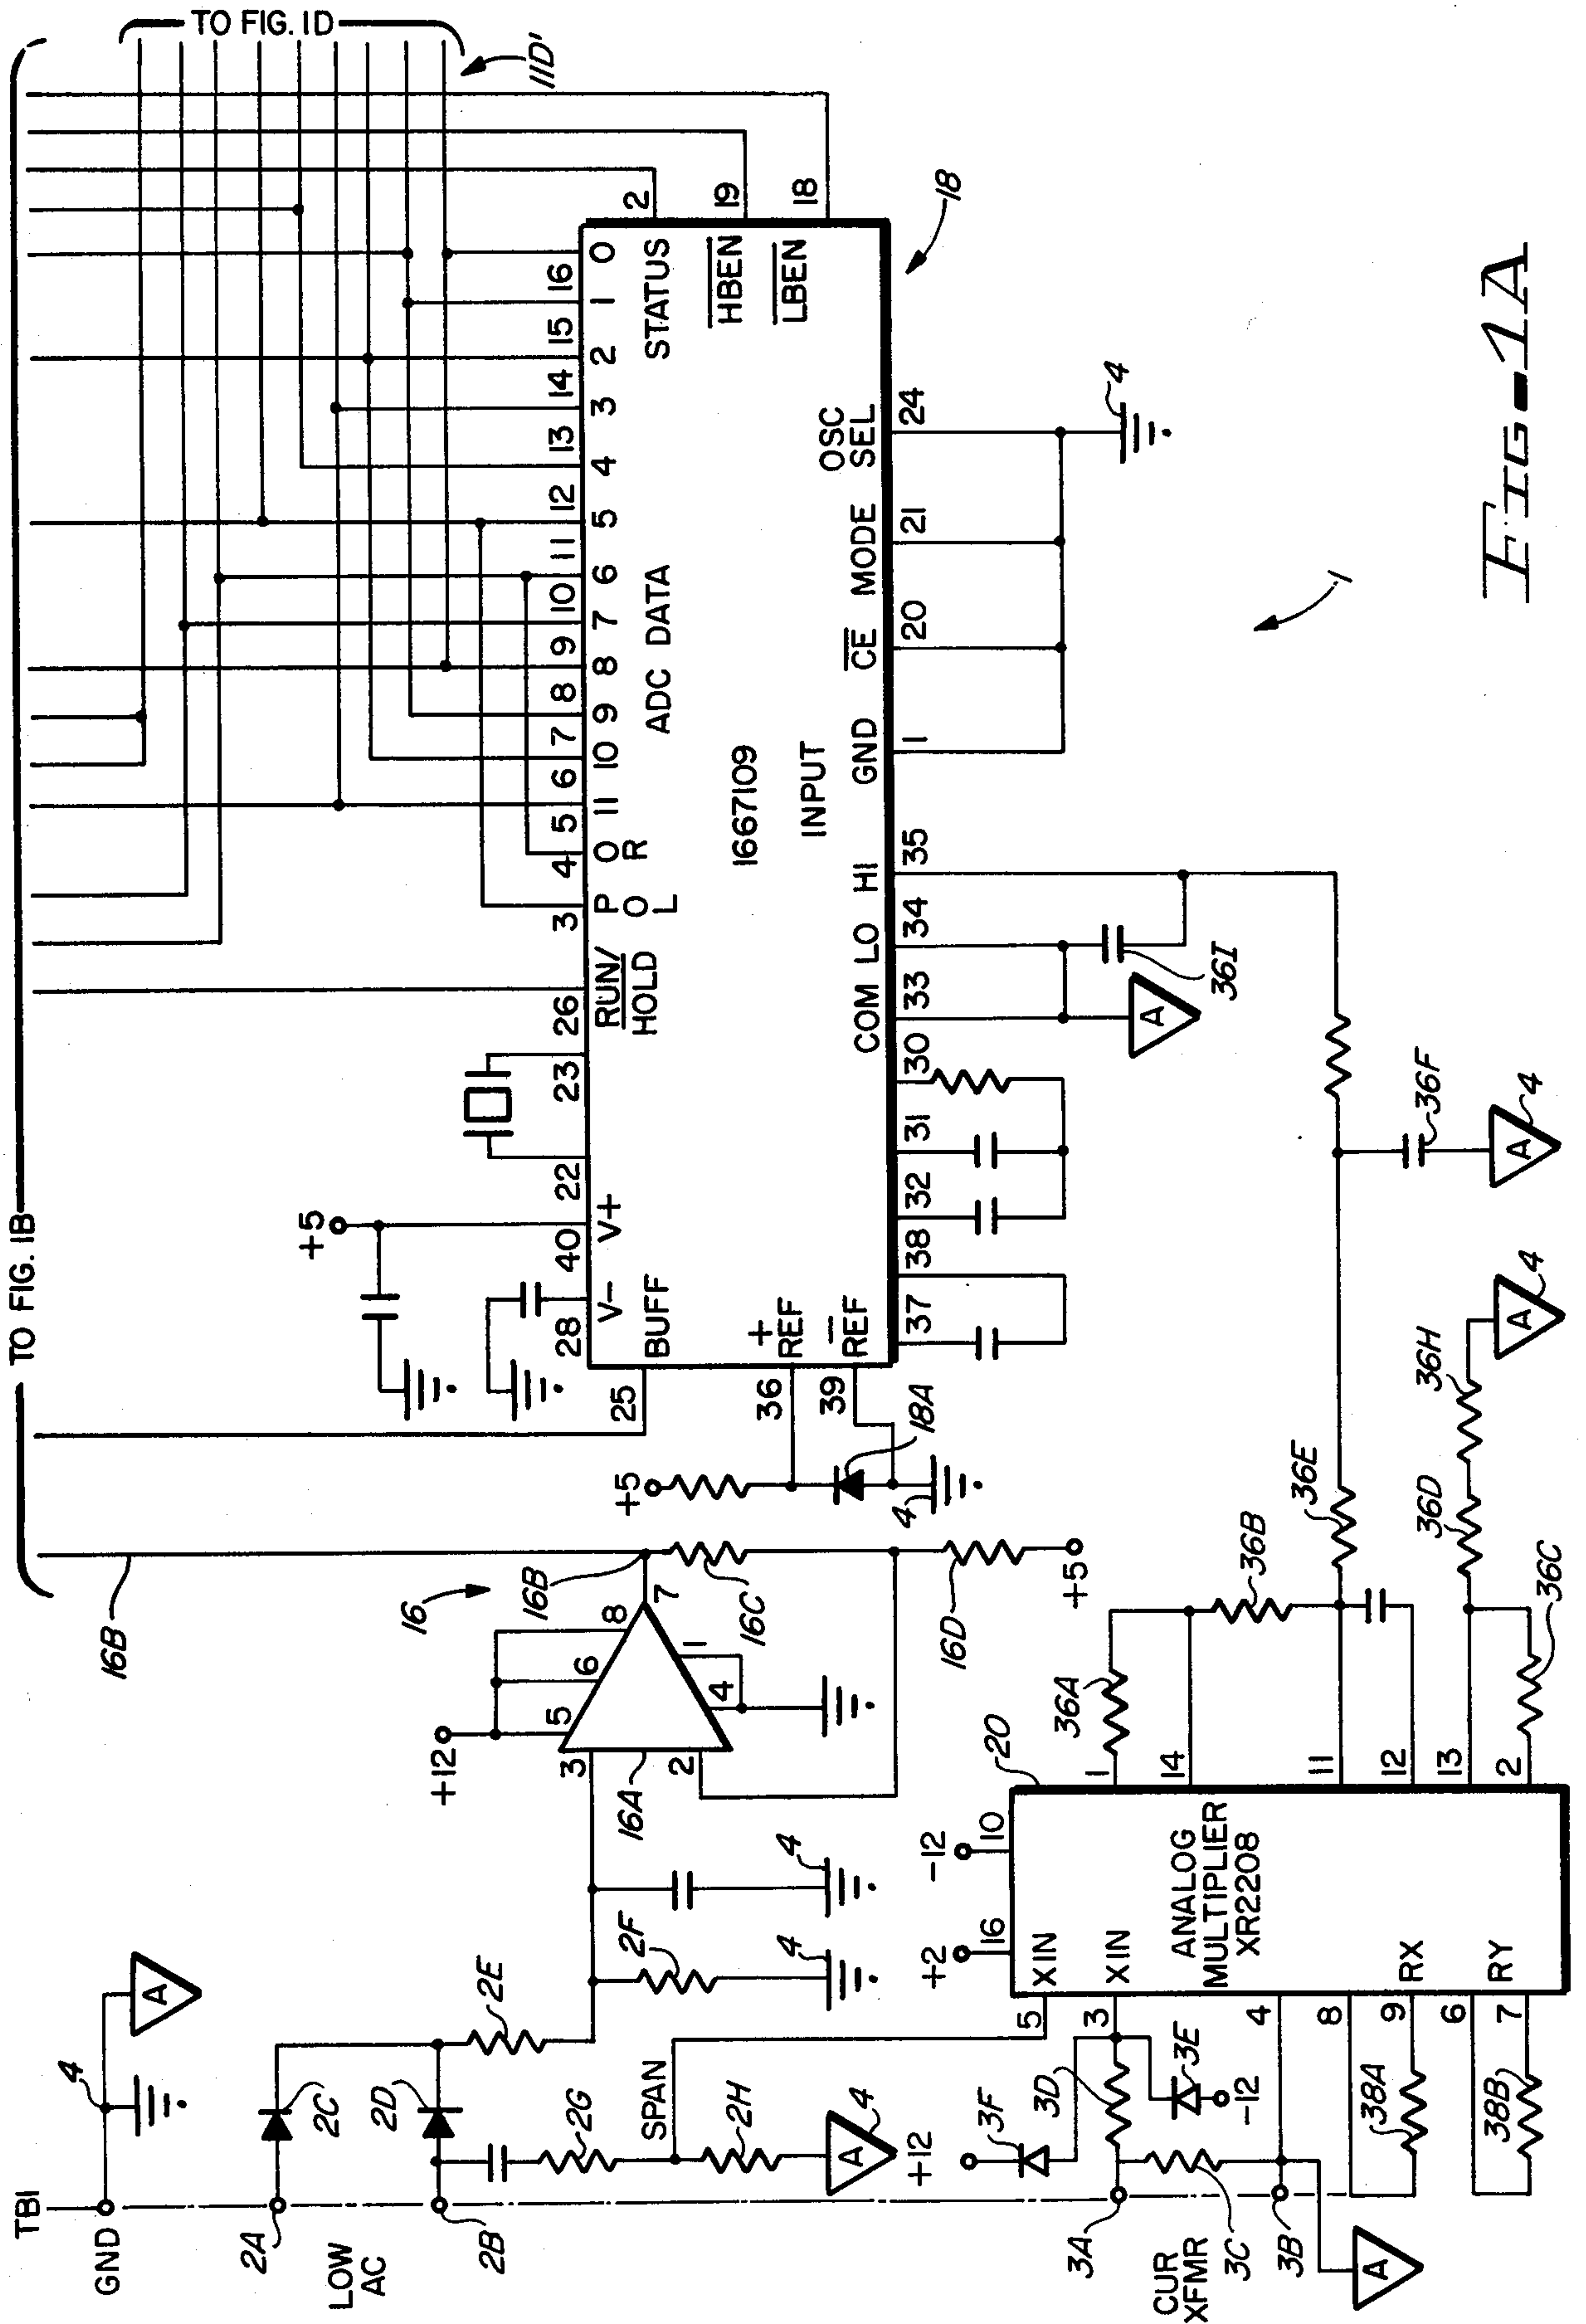 TO FIG. 1B
TO FIG. 1D
11D'
16B
TB1
GND
4
A
2A
LOW
AC
2B
2C
2D
2E
2F
4
4
2G
SPAN
2H
A
4
16
+12
5
6
8
3
2
16A
4
1
7
16B
16C
16D
+5
+5
18A
4
+5
28
40
22
23
26
3
4
5
6
7
8
9
10
11
12
13
14
15
16
V-
V+
RUN/
HOLD
P
O
L
O
R
11
10
9
8
7
6
5
4
3
2
1
0
ADC DATA
25
BUFF
36
+
REF
39
-
REF
1667109
INPUT
STATUS
2
HBEN
19
LBEN
18
18
COM
LO
HI
GND
CE
MODE
OSC
SEL
37
38
32
31
30
33
34
35
1
20
21
24
4
A
36I
1
CUR
XFMR
3A
3B
3C
3D
3E
-12
3F
+12
A
+2
16
-12
10
20
5
3
4
8
9
6
7
XIN
XIN
ANALOG
MULTIPLIER
XR2208
RX
RY
38A
38B
1
14
11
12
13
2
36A
36B
36C
36D
36E
36H
A
4
36F
A
4
FIG-1A